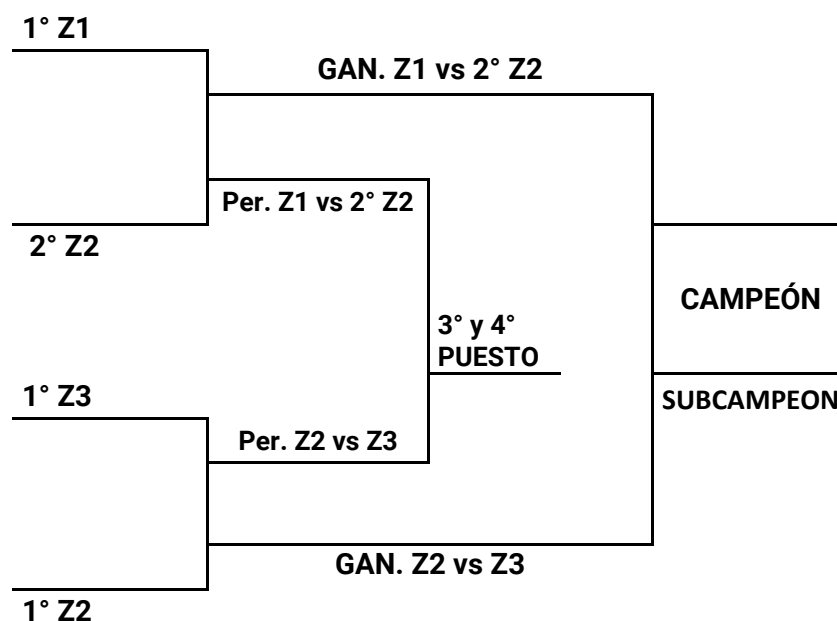 1° Z1
GAN. Z1 vs 2° Z2
Per. Z1 vs 2° Z2
2° Z2
CAMPEÓN
3° y 4°
PUESTO
1° Z3
SUBCAMPEON
Per. Z2 vs Z3
GAN. Z2 vs Z3
1° Z2